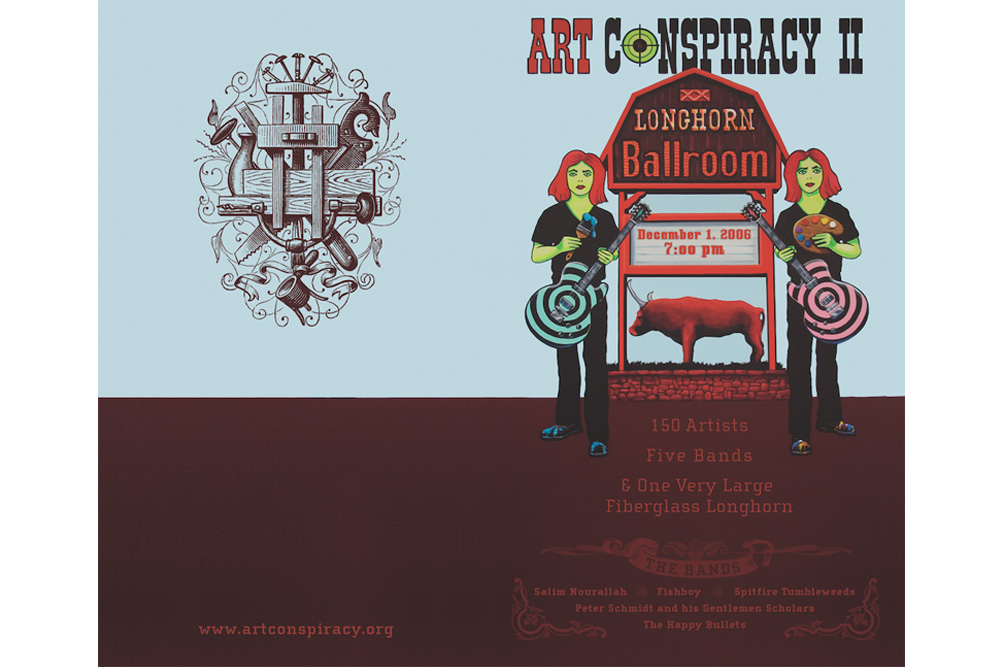 ART CONSPIRACY II
LONGHORN
Ballroom
December 1, 2006
7:00 pm
150 Artists
Five Bands
& One Very Large
Fiberglass Longhorn
THE BANDS
Salim Nourallah Fishboy Spitfire Tumbleweeds
Peter Schmidt and his Gentlemen Scholars
The Happy Bullets
www.artconspiracy.org